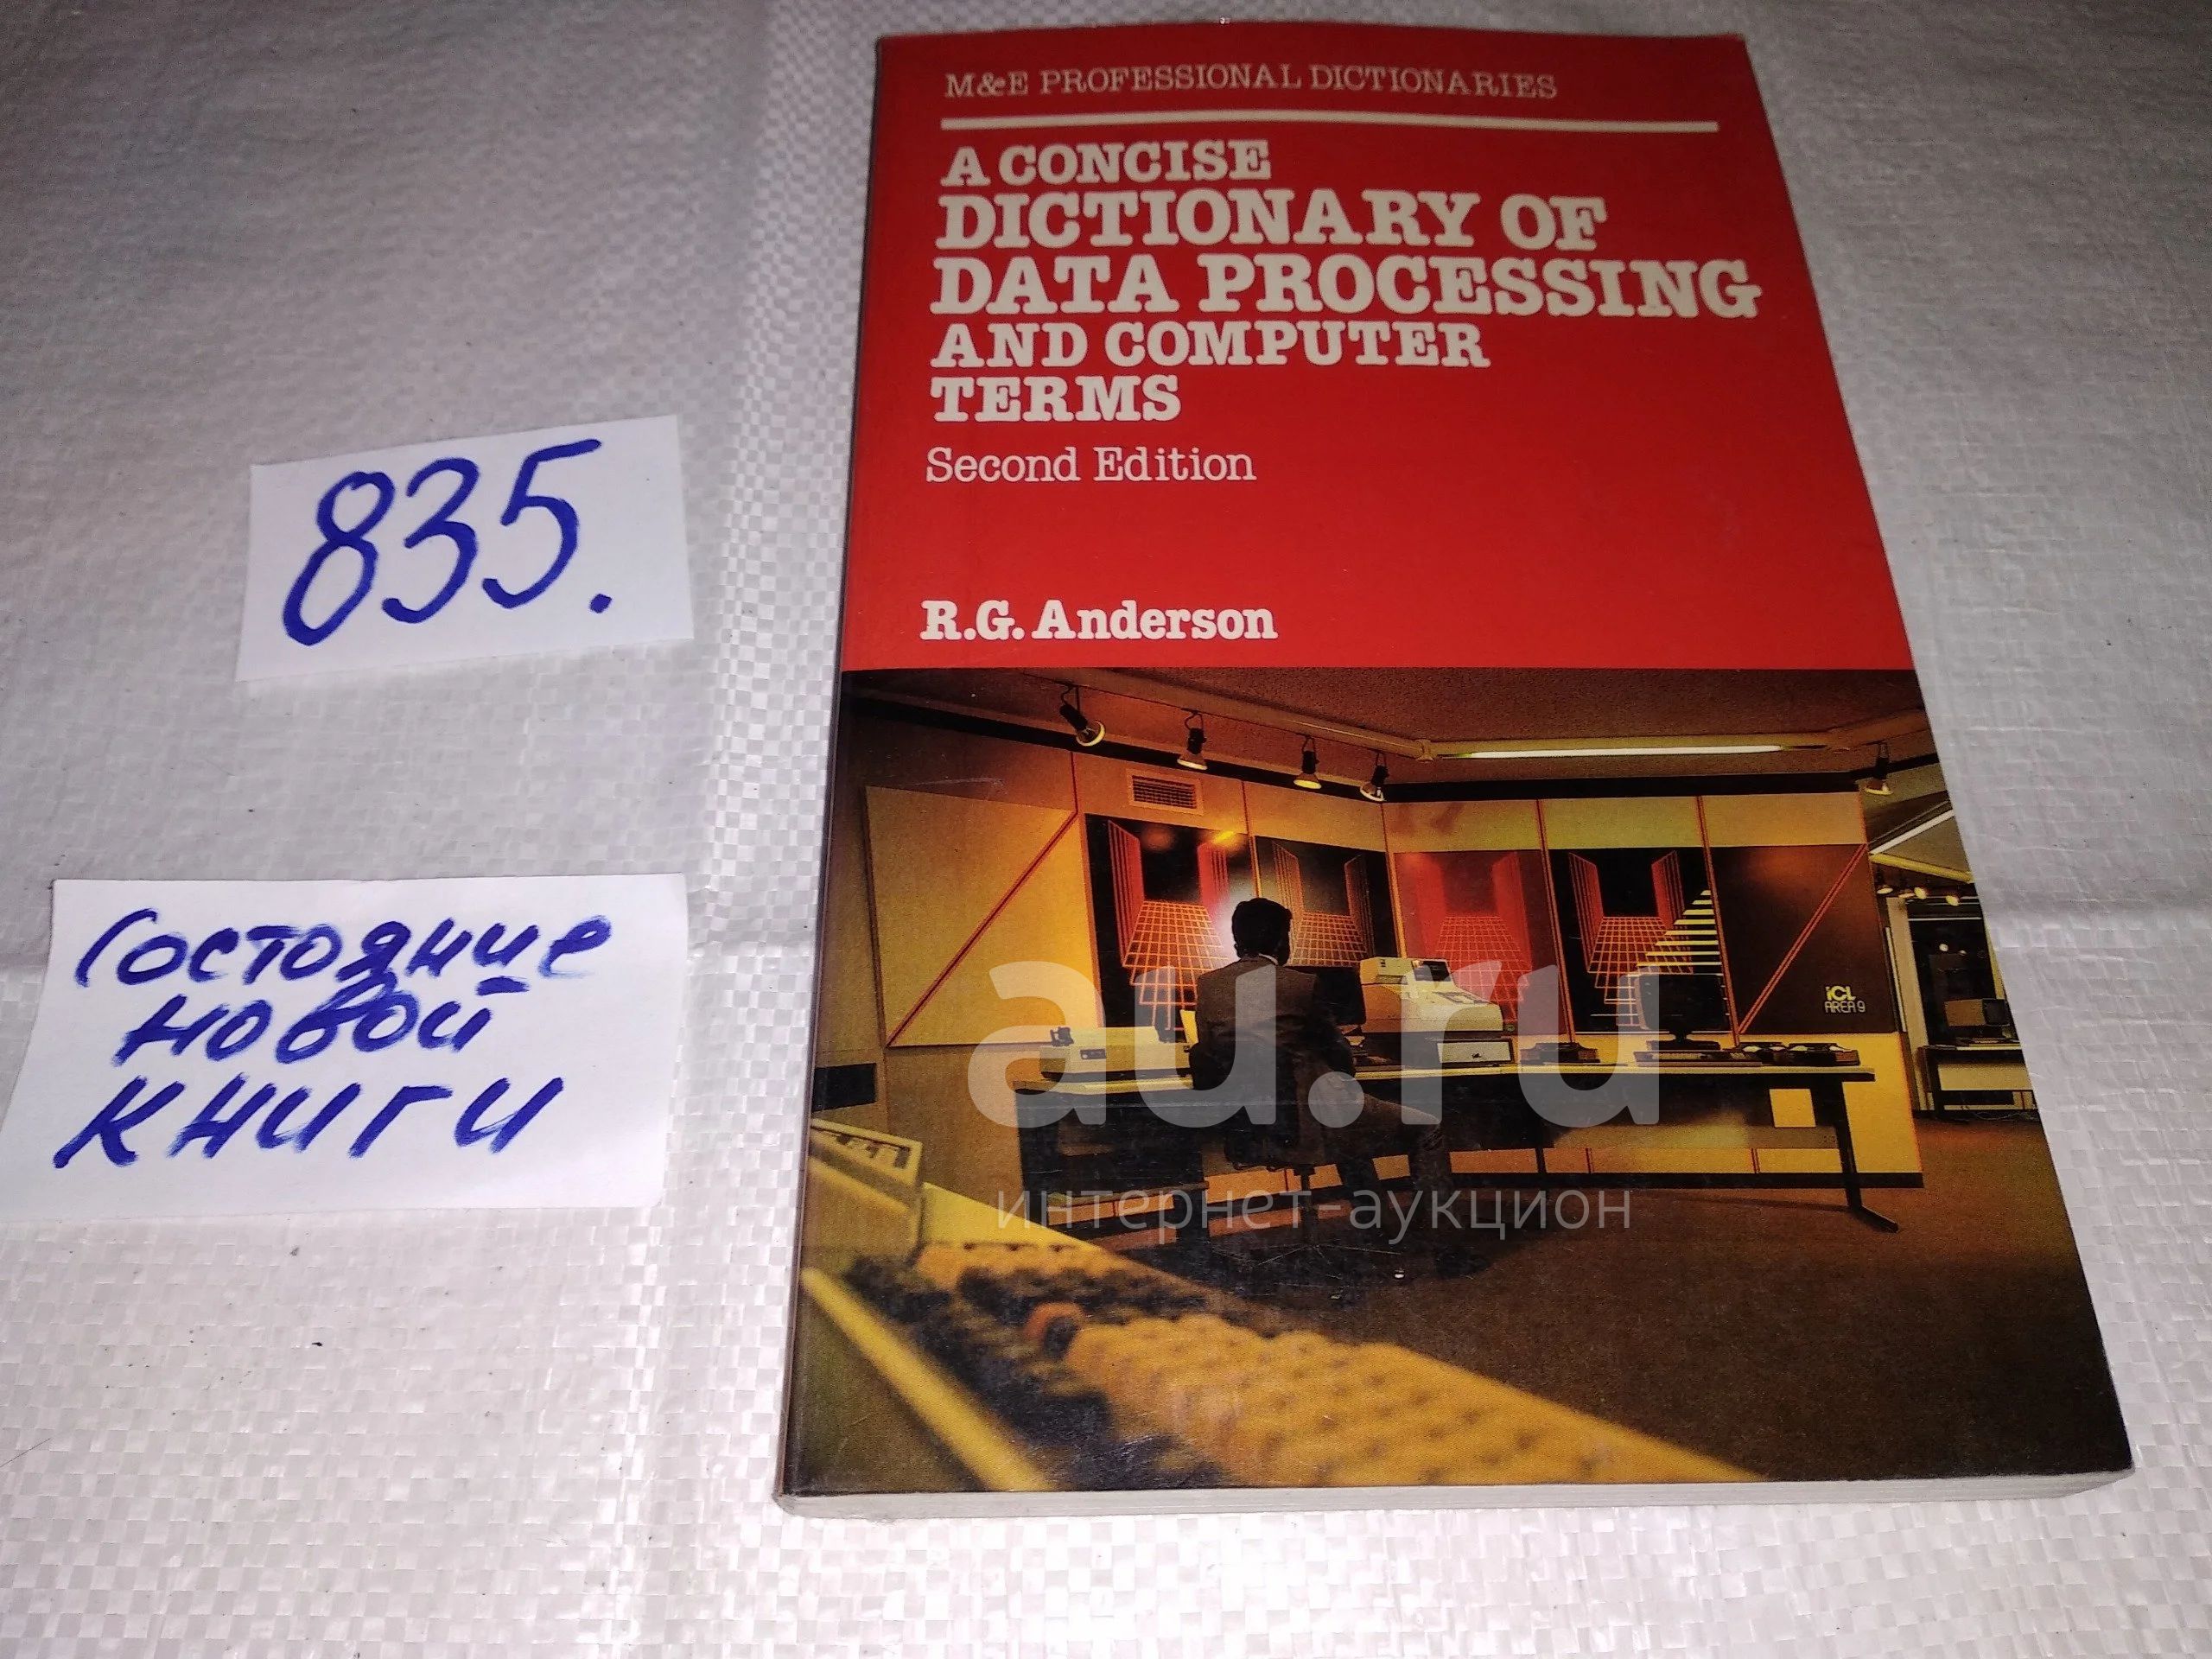 M&E PROFESSIONAL DICTIONARIES
A CONCISE
DICTIONARY OF
DATA PROCESSING
AND COMPUTER
TERMS
Second Edition
R.G. Anderson
835.
Состояние
новой
книги
ICL
AREA 9
au.ru
интернет-аукцион